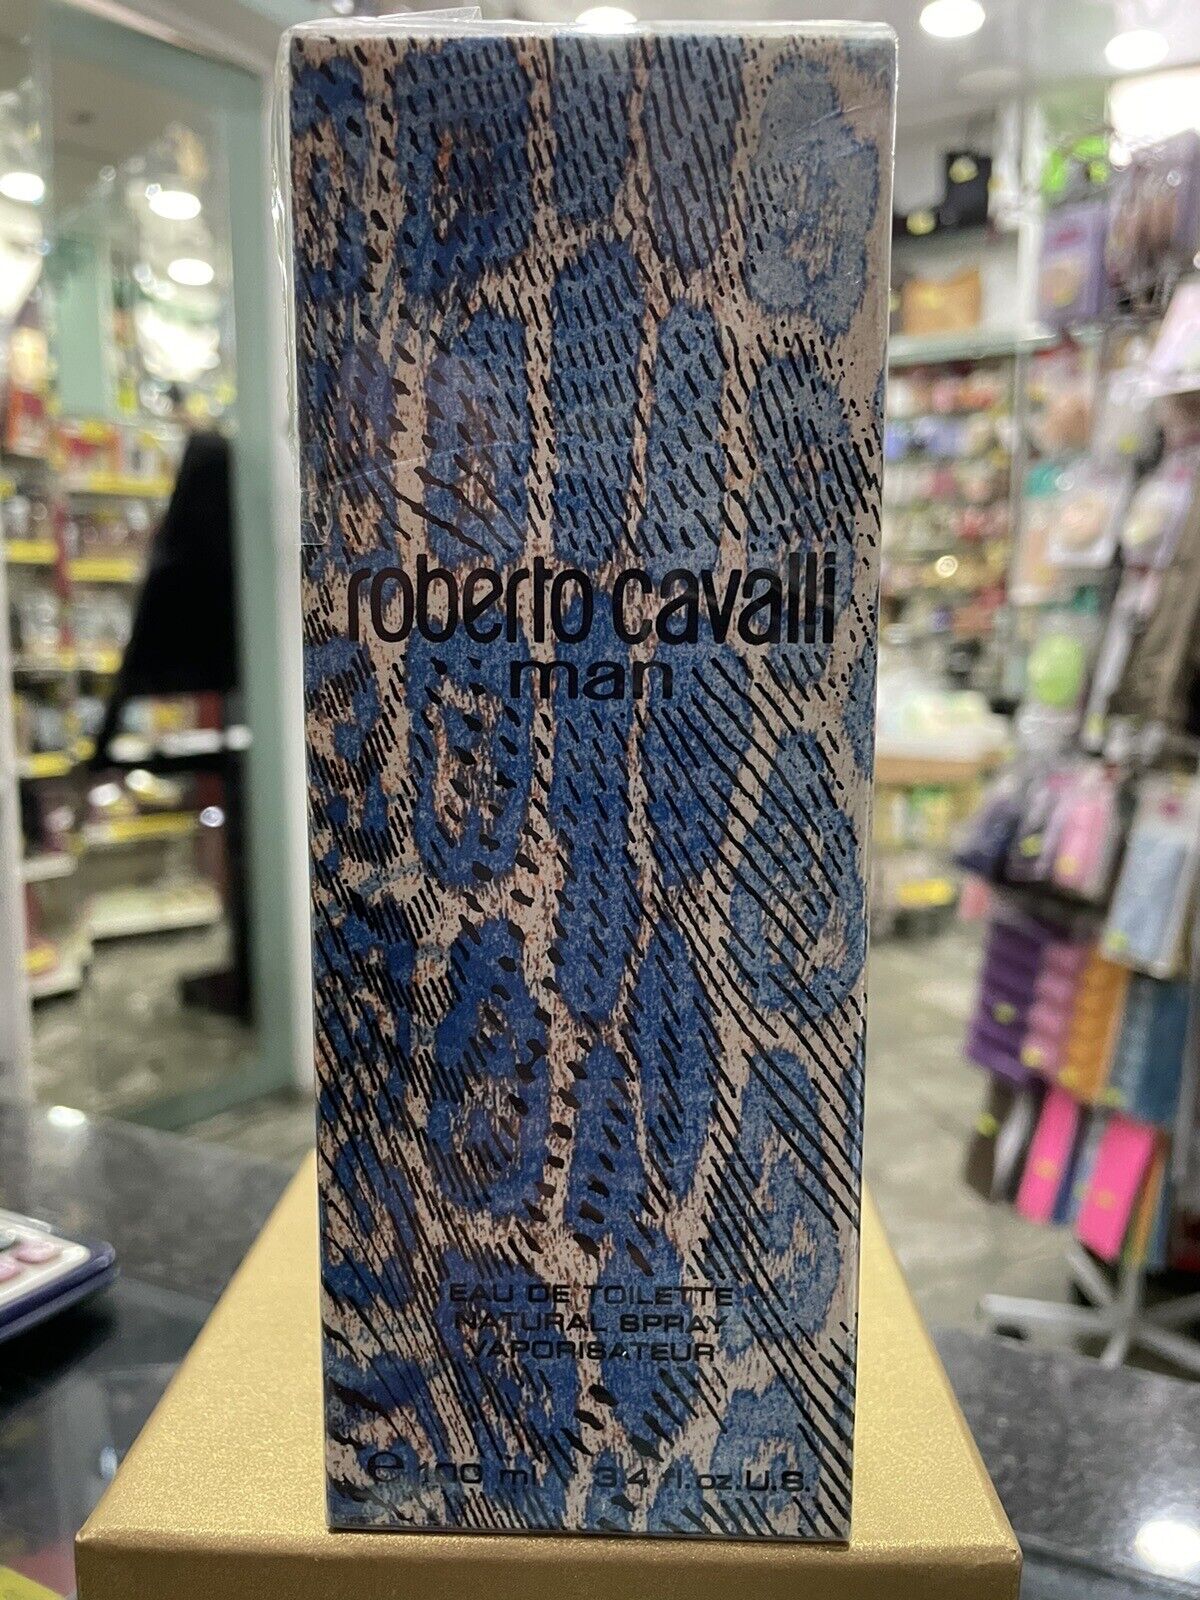 roberto cavalli
man
EAU DE TOILETTE
NATURAL SPRAY
VAPORISATEUR
e 100 ml 3.4 fl.oz.U.S.